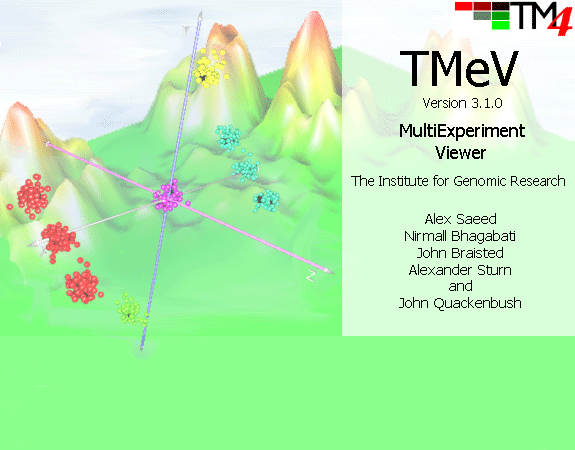 TM4
TMeV
Version 3.1.0
MultiExperiment
Viewer
The Institute for Genomic Research
Alex Saeed
Nirmall Bhagabati
John Braisted
Alexander Sturn
and
John Quackenbush
X
Z